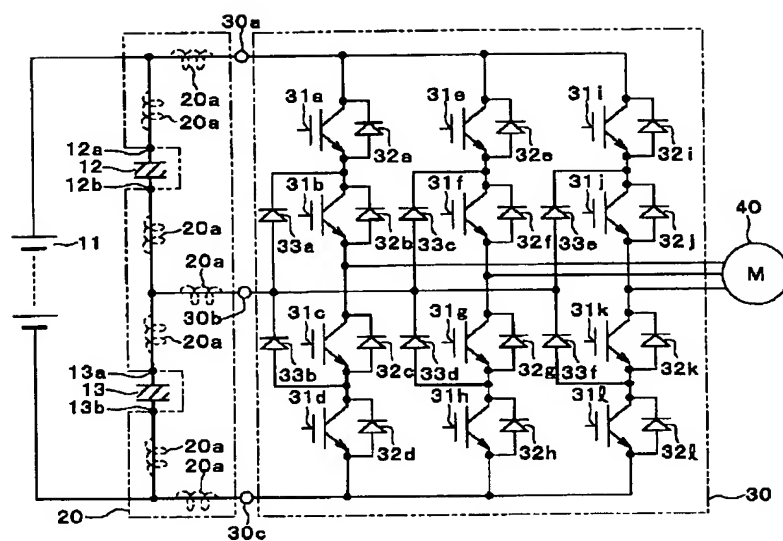 30a
20a
20a
31a
31e
31i
12a
12
12b
32a
32e
32i
31b
31f
31j
11
20a
33a
32b
33c
32f
33e
32j
40
20a
M
30b
20a
31c
31g
31k
13a
13
13b
33b
32c
33d
32g
33f
32k
31d
31h
31l
20a
20a
32d
32h
32l
20
30c
30